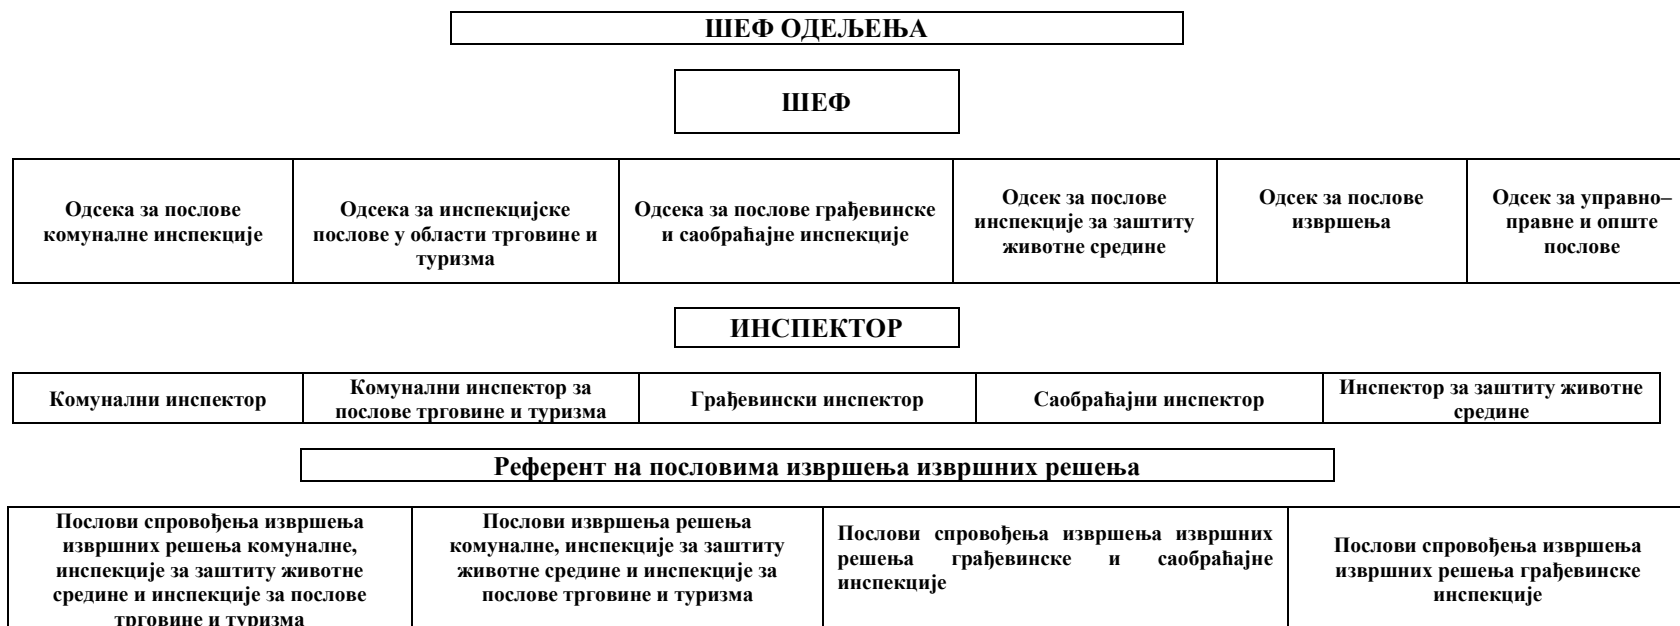 ШЕФ ОДЕЉЕЊА
ШЕФ
Одсека за послове
комуналне инспекције
Одсека за инспекцијске
послове у области трговине и
туризма
Одсека за послове грађевинске
и саобраћајне инспекције
Одсек за послове
инспекције за заштиту
животне средине
Одсек за послове
извршења
Одсек за управно–
правне и опште
послове
ИНСПЕКТОР
Комунални инспектор
Комунални инспектор за
послове трговине и туризма
Грађевински инспектор
Саобраћајни инспектор
Инспектор за заштиту животне
средине
Референт на пословима извршења извршних решења
Послови спровођења извршења
извршних решења комуналне,
инспекције за заштиту животне
средине и инспекције за послове
трговине и туризма
Послови извршења решења
комуналне, инспекције за заштиту
животне средине и инспекције за
послове трговине и туризма
Послови спровођења извршења извршних
решења грађевинске и саобраћајне
инспекције
Послови спровођења извршења
извршних решења грађевинске
инспекције